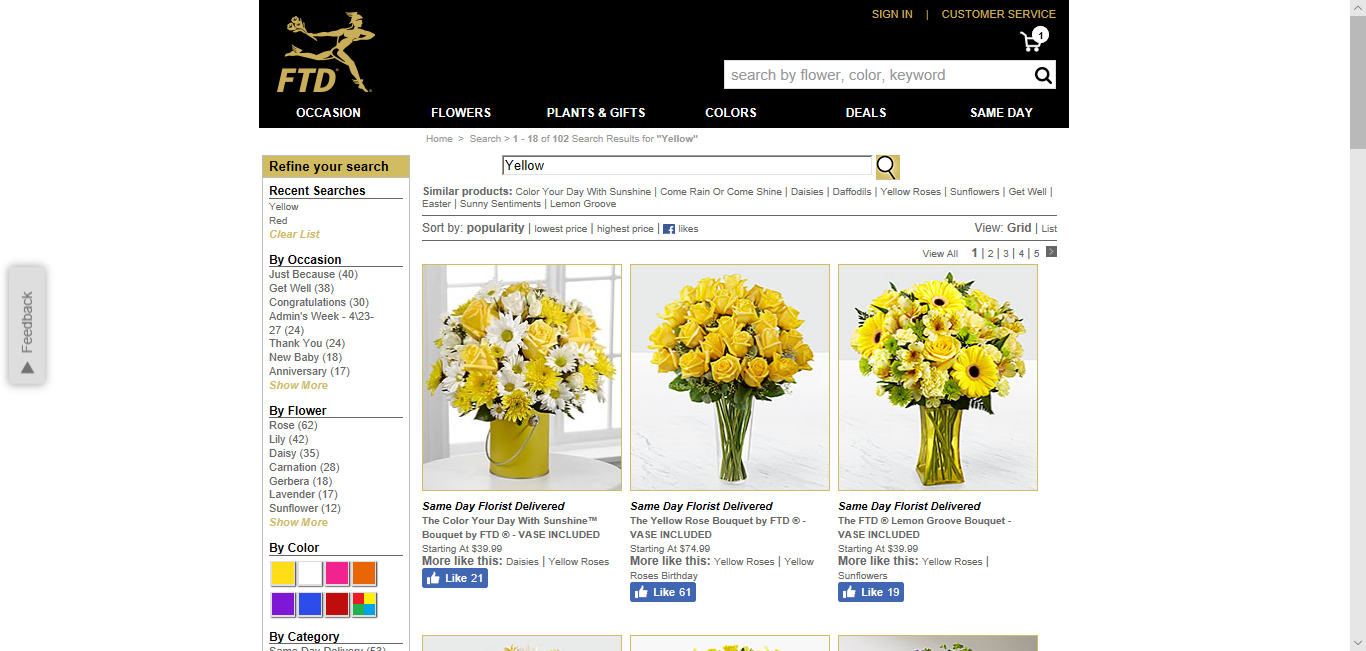 SIGN IN | CUSTOMER SERVICE
1
FTD
search by flower, color, keyword
OCCASION FLOWERS PLANTS & GIFTS COLORS DEALS SAME DAY
Home > Search > 1 - 18 of 102 Search Results for "Yellow"
Feedback
Refine your search
Recent Searches
Yellow
Red
Clear List
By Occasion
Just Because (40)
Get Well (38)
Congratulations (30)
Admin's Week - 4\23-
27 (24)
Thank You (24)
New Baby (18)
Anniversary (17)
Show More
By Flower
Rose (62)
Lily (42)
Daisy (35)
Carnation (28)
Gerbera (18)
Lavender (17)
Sunflower (12)
Show More
By Color
By Category
Same Day Delivery (53)
Yellow
Similar products: Color Your Day With Sunshine | Come Rain Or Come Shine | Daisies | Daffodils | Yellow Roses | Sunflowers | Get Well |
Easter | Sunny Sentiments | Lemon Groove
Sort by: popularity | lowest price | highest price | f likes
View: Grid | List
View All 1 | 2 | 3 | 4 | 5 >
Same Day Florist Delivered
The Color Your Day With Sunshine™
Bouquet by FTD ® - VASE INCLUDED
Starting At $39.99
More like this: Daisies | Yellow Roses
Like 21
Same Day Florist Delivered
The Yellow Rose Bouquet by FTD ® -
VASE INCLUDED
Starting At $74.99
More like this: Yellow Roses | Yellow
Roses Birthday
Like 61
Same Day Florist Delivered
The FTD ® Lemon Groove Bouquet -
VASE INCLUDED
Starting At $39.99
More like this: Yellow Roses |
Sunflowers
Like 19